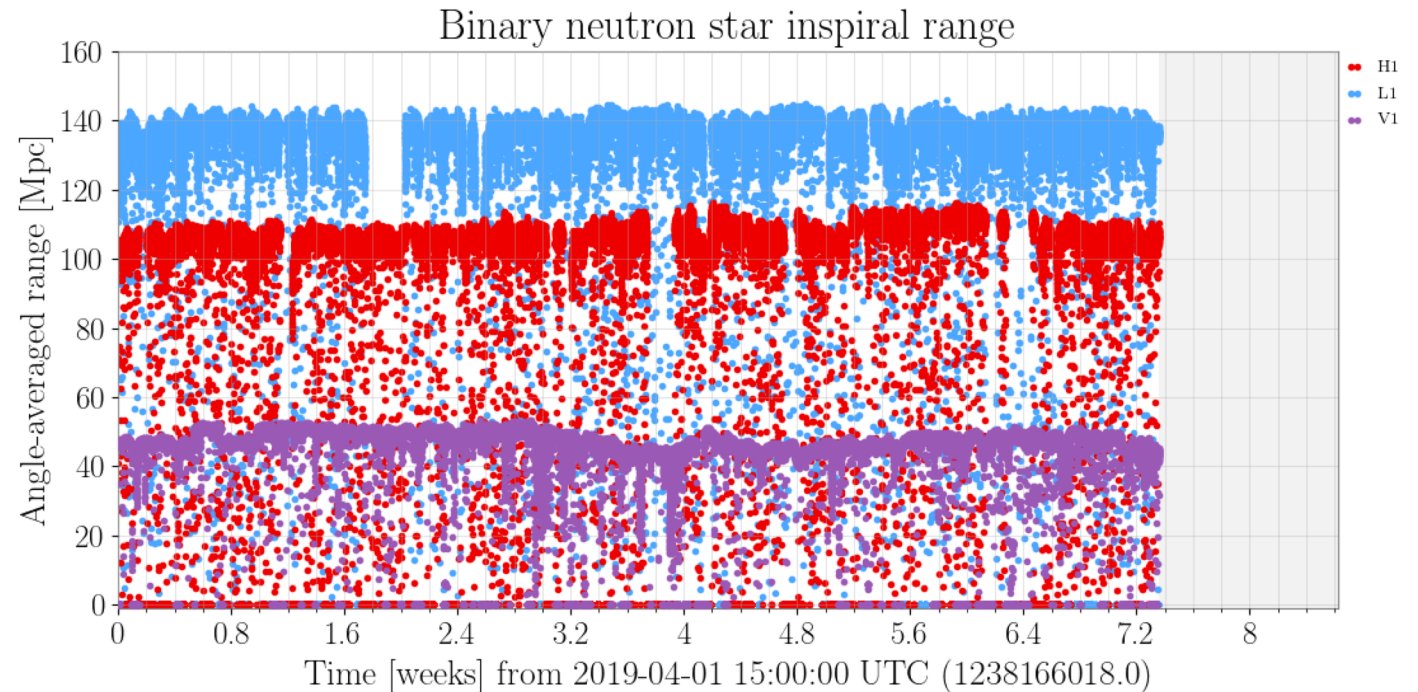 Binary neutron star inspiral range
160
140
120
100
80
60
40
20
0
Angle-averaged range [Mpc]
0 0.8 1.6 2.4 3.2 4 4.8 5.6 6.4 7.2 8
Time [weeks] from 2019-04-01 15:00:00 UTC (1238166018.0)
H1
L1
V1